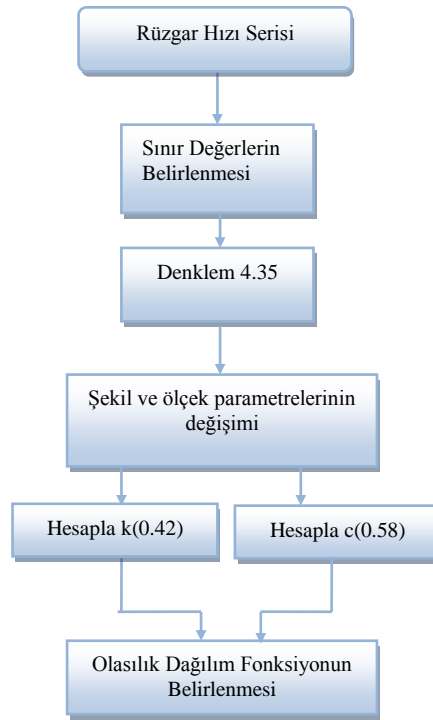 Rüzgar Hızı Serisi
Sınır Değerlerin
Belirlenmesi
Denklem 4.35
Şekil ve ölçek parametrelerinin
değişimi
Hesapla k(0.42)
Hesapla c(0.58)
Olasılık Dağılım Fonksiyonun
Belirlenmesi